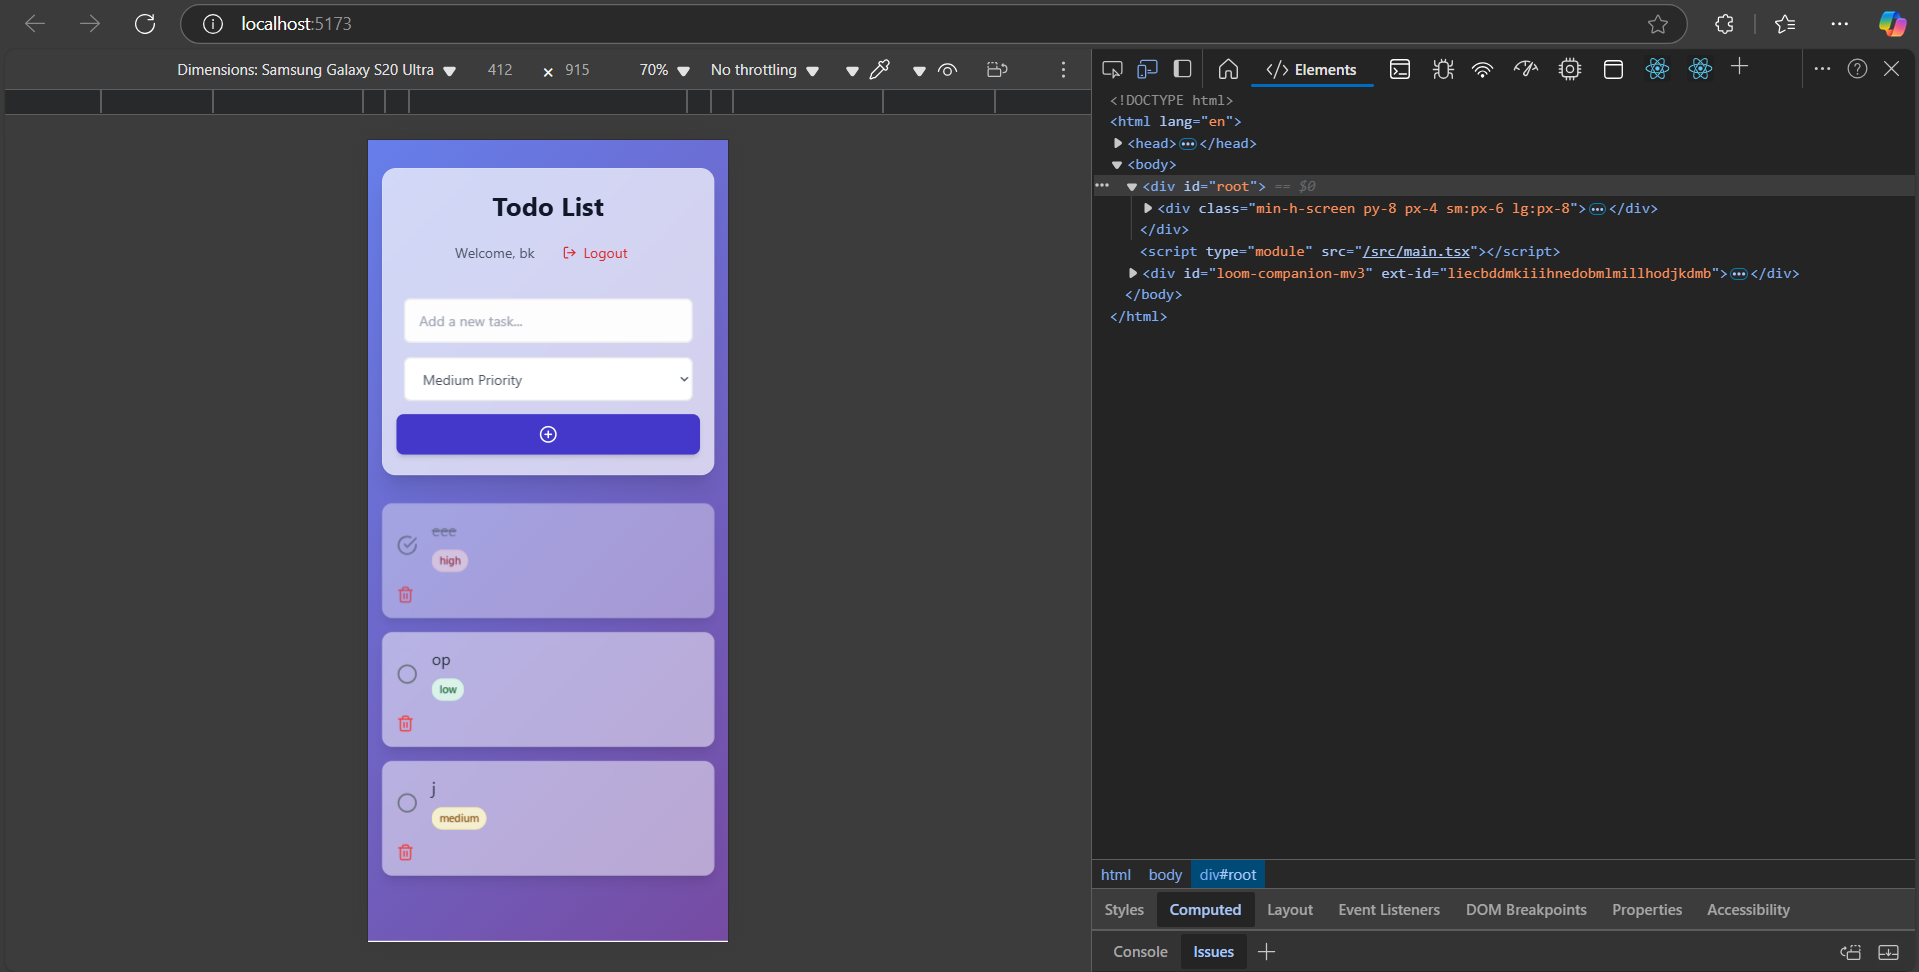 localhost:5173
Dimensions: Samsung Galaxy S20 Ultra 412 × 915 70% No throttling
Elements
Todo List
Welcome, bk Logout
Add a new task...
Medium Priority
eee
high
op
low
j
medium
<!DOCTYPE html>
<html lang="en">
<head> </head>
<body>
<div id="root"> == $0
<div class="min-h-screen py-8 px-4 sm:px-6 lg:px-8"> </div>
</div>
<script type="module" src="/src/main.tsx"></script>
<div id="loom-companion-mv3" ext-id="liecbddmkiiihnedobmlmillhodjkdmb"> </div>
</body>
</html>
html body div#root
Styles Computed Layout Event Listeners DOM Breakpoints Properties Accessibility
Console Issues